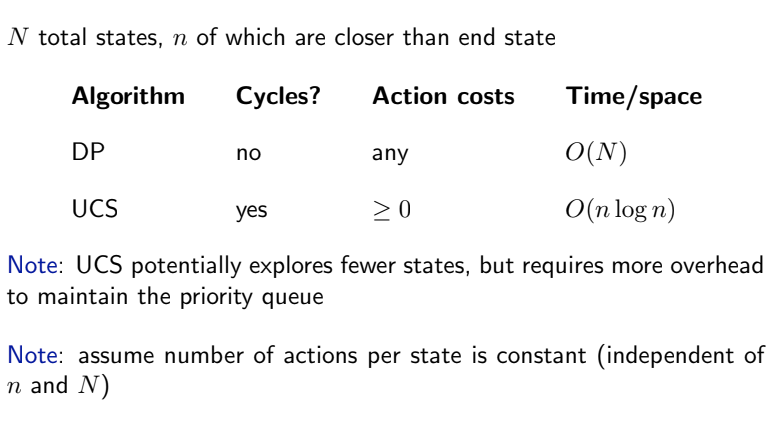 N total states, n of which are closer than end state
Algorithm Cycles? Action costs Time/space
DP no any O(N)
UCS yes ≥ 0 O(n log n)
Note: UCS potentially explores fewer states, but requires more overhead
to maintain the priority queue
Note: assume number of actions per state is constant (independent of
n and N)